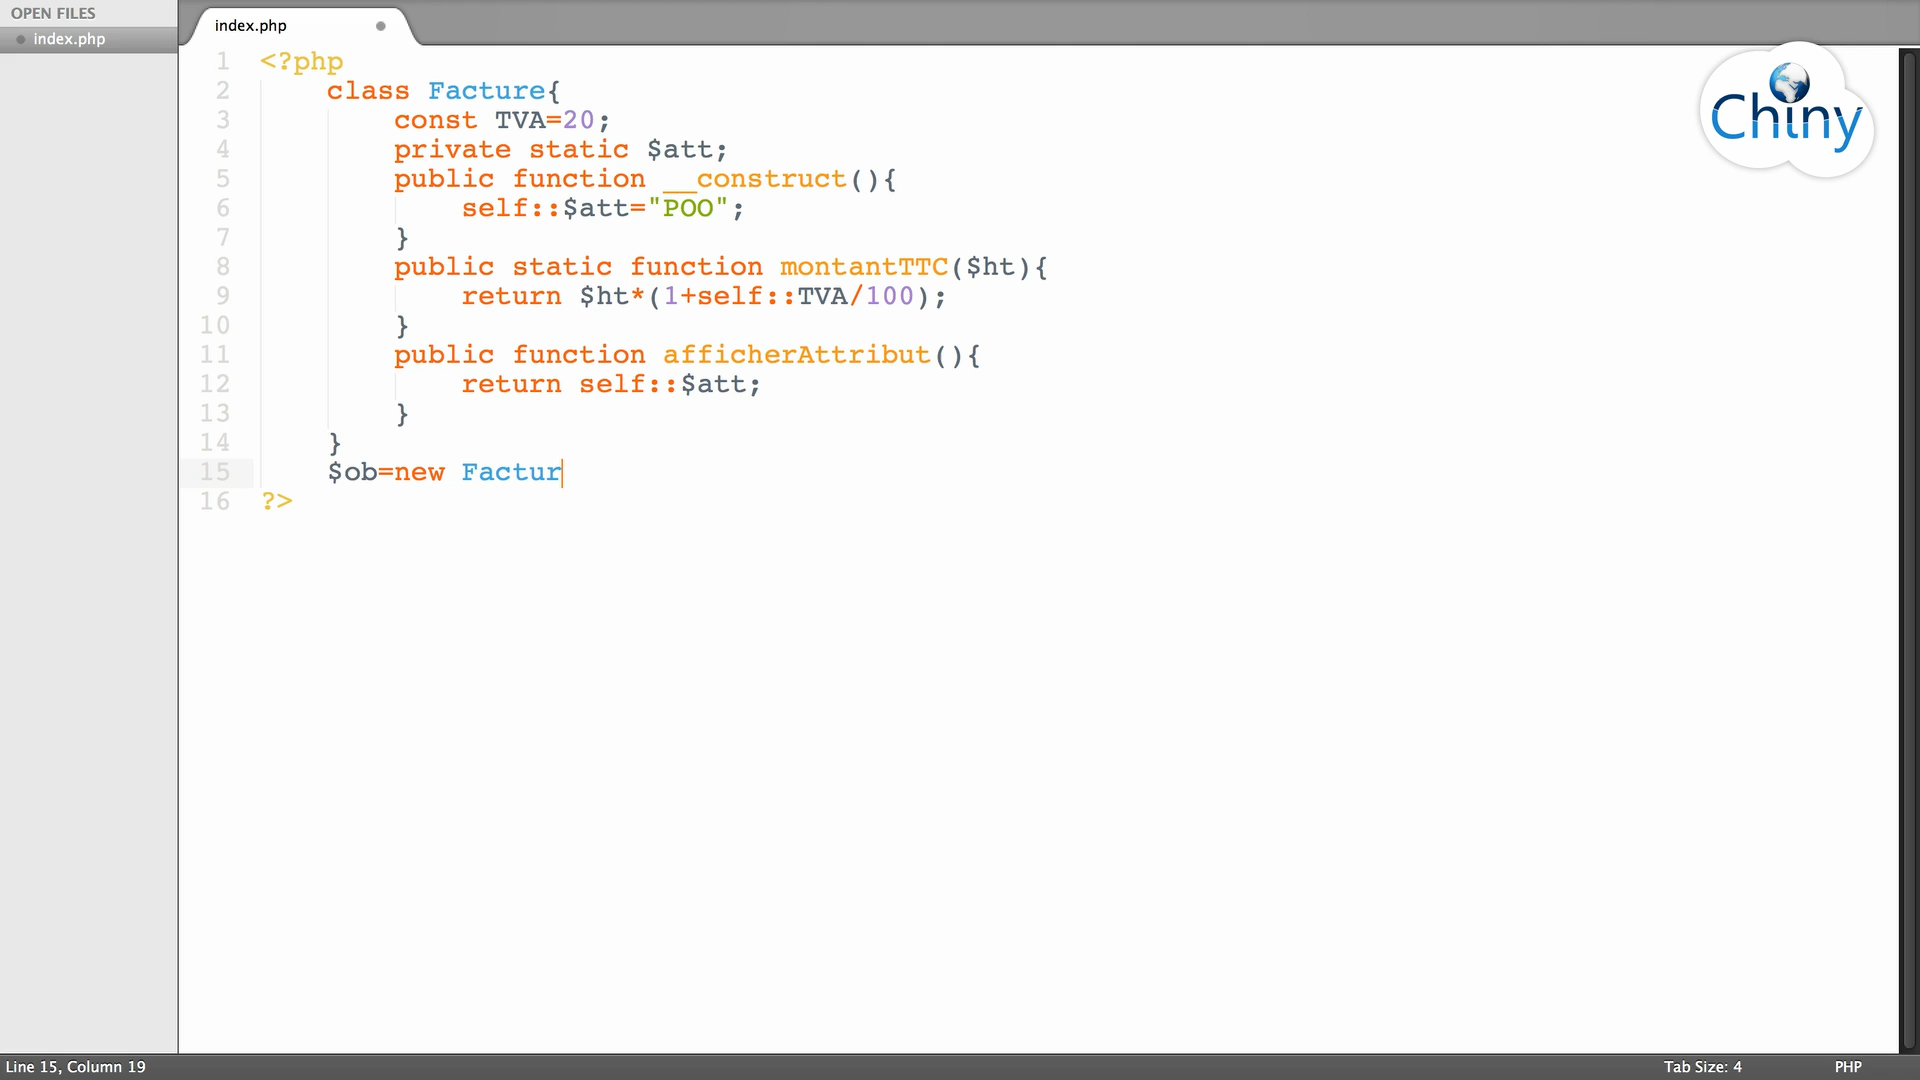 OPEN FILES
index.php
index.php
Chiny
1 <?php
2 class Facture{
3 const TVA=20;
4 private static $att;
5 public function __construct(){
6 self::$att="POO";
7 }
8 public static function montantTTC($ht){
9 return $ht*(1+self::TVA/100);
10 }
11 public function afficherAttribut(){
12 return self::$att;
13 }
14 }
15 $ob=new Factur
16 ?>
Line 15, Column 19
Tab Size: 4
PHP